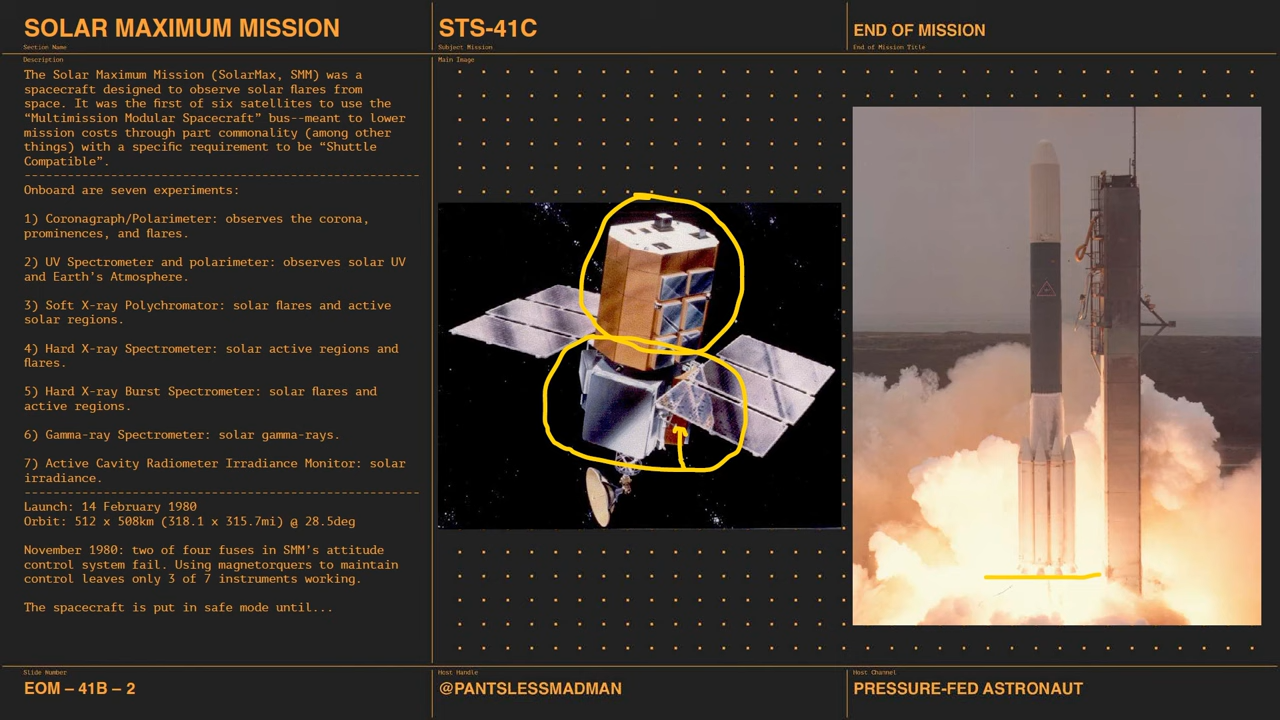 SOLAR MAXIMUM MISSION
Section Name
STS-41C
Subject Mission
END OF MISSION
End of Mission Title
Description
The Solar Maximum Mission (SolarMax, SMM) was a
spacecraft designed to observe solar flares from
space. It was the first of six satellites to use the
“Multimission Modular Spacecraft” bus--meant to lower
mission costs through part commonality (among other
things) with a specific requirement to be “Shuttle
Compatible”.
Onboard are seven experiments:
1) Coronagraph/Polarimeter: observes the corona,
prominences, and flares.
2) UV Spectrometer and polarimeter: observes solar UV
and Earth's Atmosphere.
3) Soft X-ray Polychromator: solar flares and active
solar regions.
4) Hard X-ray Spectrometer: solar active regions and
flares.
5) Hard X-ray Burst Spectrometer: solar flares and
active regions.
6) Gamma-ray Spectrometer: solar gamma-rays.
7) Active Cavity Radiometer Irradiance Monitor: solar
irradiance.
Launch: 14 February 1980
Orbit: 512 x 508km (318.1 x 315.7mi) @ 28.5deg
November 1980: two of four fuses in SMM's attitude
control system fail. Using magnetorquers to maintain
control leaves only 3 of 7 instruments working.
The spacecraft is put in safe mode until...
Main Image
Slide Number
EOM – 41B – 2
Host Handle
@PANTSLESSMADMAN
Host Channel
PRESSURE-FED ASTRONAUT